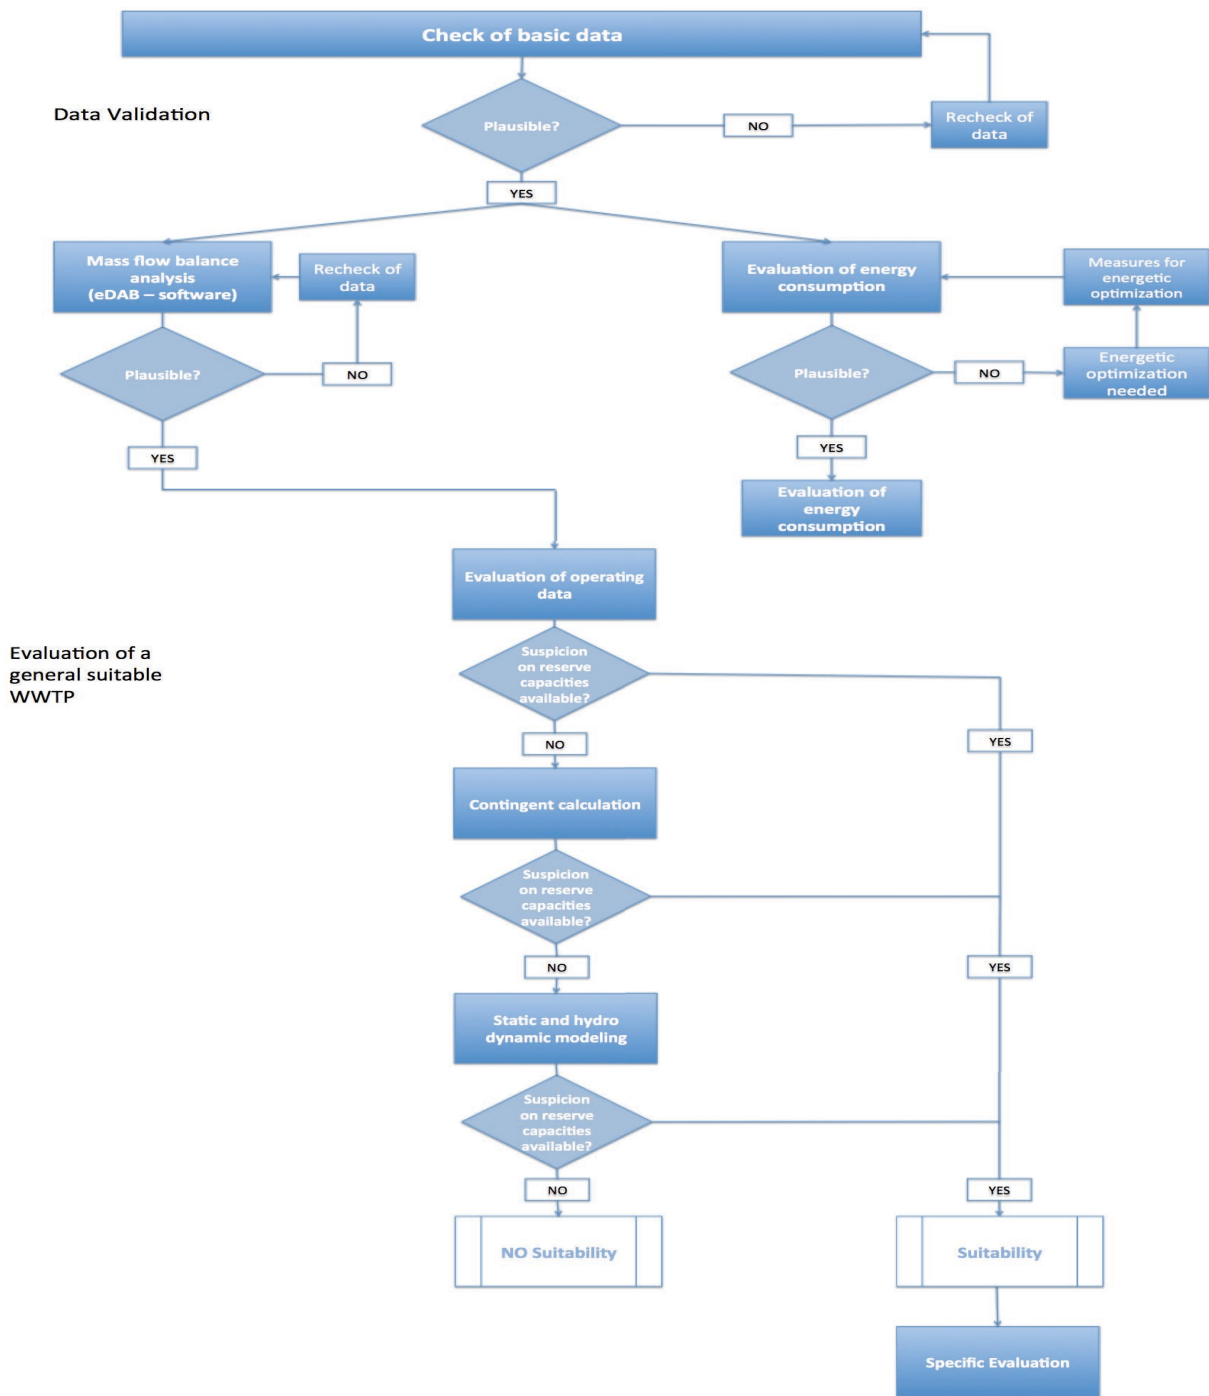 Check of basic data
Data Validation
Plausible?
NO
Recheck of
data
YES
Mass flow balance
analysis
(eDAB – software)
Recheck of
data
Evaluation of energy
consumption
Measures for
energetic
optimization
Plausible?
NO
Plausible?
NO
Energetic
optimization
needed
YES
YES
Evaluation of
energy
consumption
Evaluation of operating
data
Evaluation of a
general suitable
WWTP
Suspicion
on reserve
capacities
available?
NO
YES
Contingent calculation
Suspicion
on reserve
capacities
available?
NO
YES
Static and hydro
dynamic modeling
Suspicion
on reserve
capacities
available?
NO
YES
NO Suitability
Suitability
Specific Evaluation